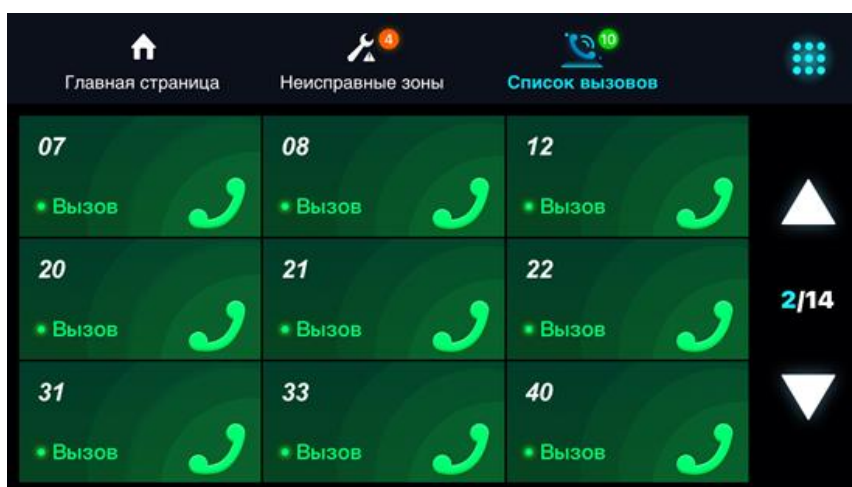 4
10
Главная страница
Неисправные зоны
Список вызовов
07
08
12
Вызов
Вызов
Вызов
20
21
22
2/14
Вызов
Вызов
Вызов
31
33
40
Вызов
Вызов
Вызов